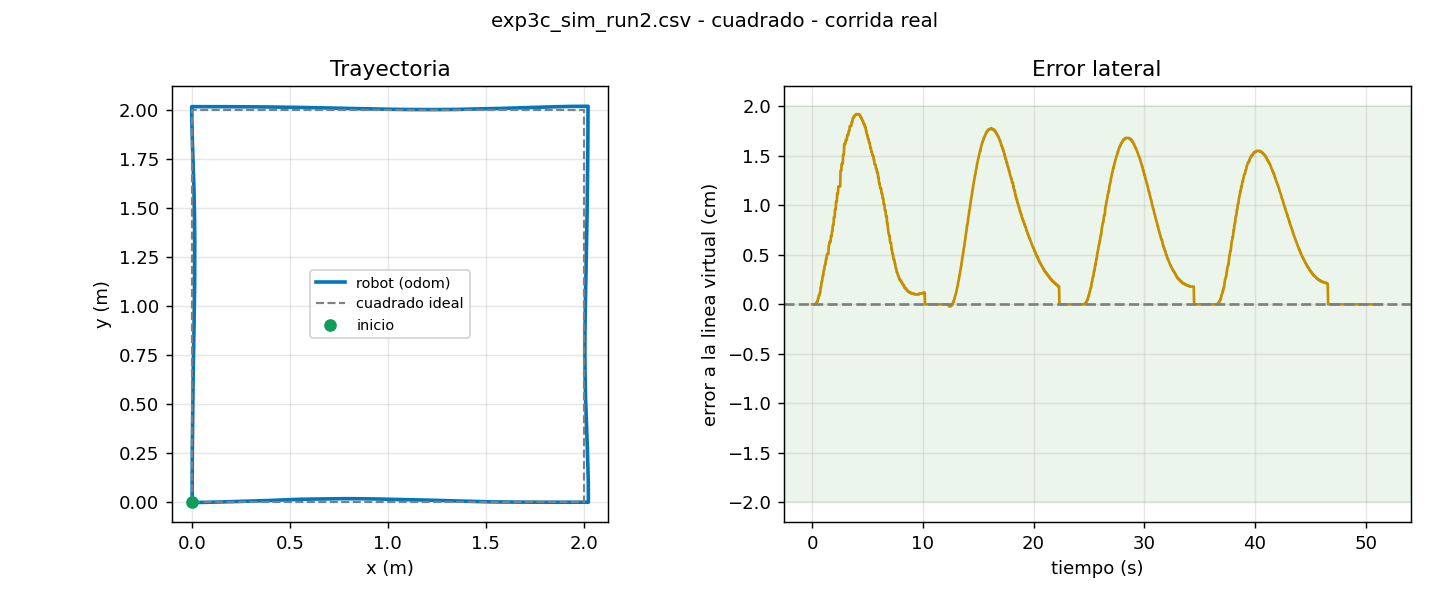 exp3c_sim_run2.csv - cuadrado - corrida real
Trayectoria
y (m)
2.00
1.75
1.50
1.25
1.00
0.75
0.50
0.25
0.00
robot (odom)
cuadrado ideal
inicio
0.0 0.5 1.0 1.5 2.0
x (m)
Error lateral
error a la linea virtual (cm)
2.0
1.5
1.0
0.5
0.0
−0.5
−1.0
−1.5
−2.0
0 10 20 30 40 50
tiempo (s)